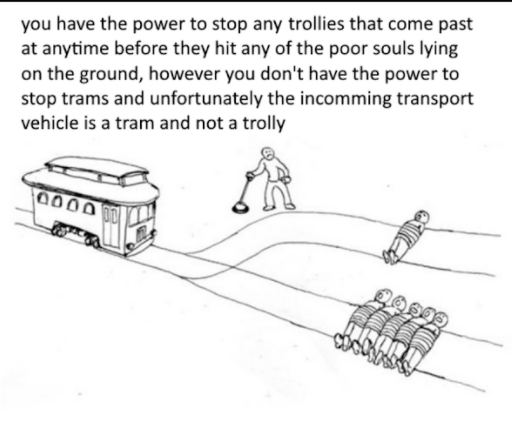 you have the power to stop any trollies that come past
at anytime before they hit any of the poor souls lying
on the ground, however you don't have the power to
stop trams and unfortunately the incomming transport
vehicle is a tram and not a trolly